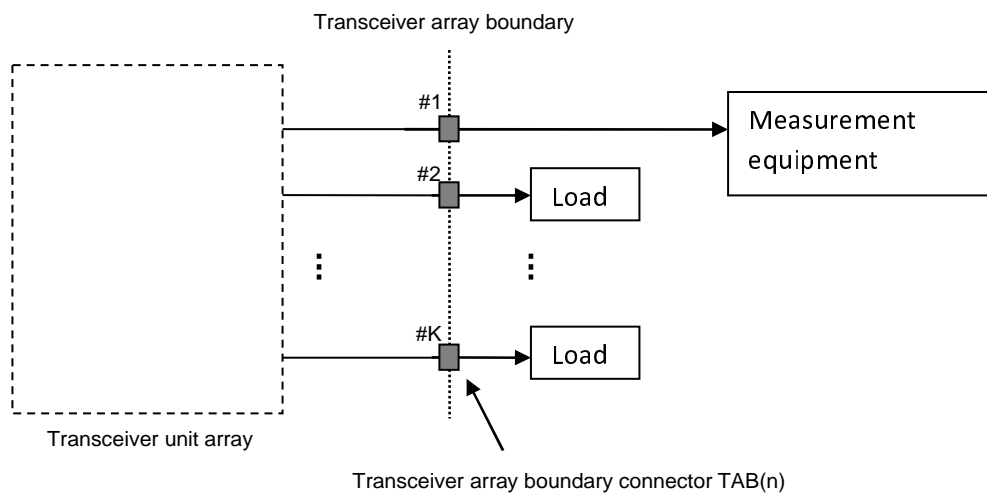 Transceiver array boundary
#1
Measurement
equipment
#2
Load
#K
Load
Transceiver unit array
Transceiver array boundary connector TAB(n)